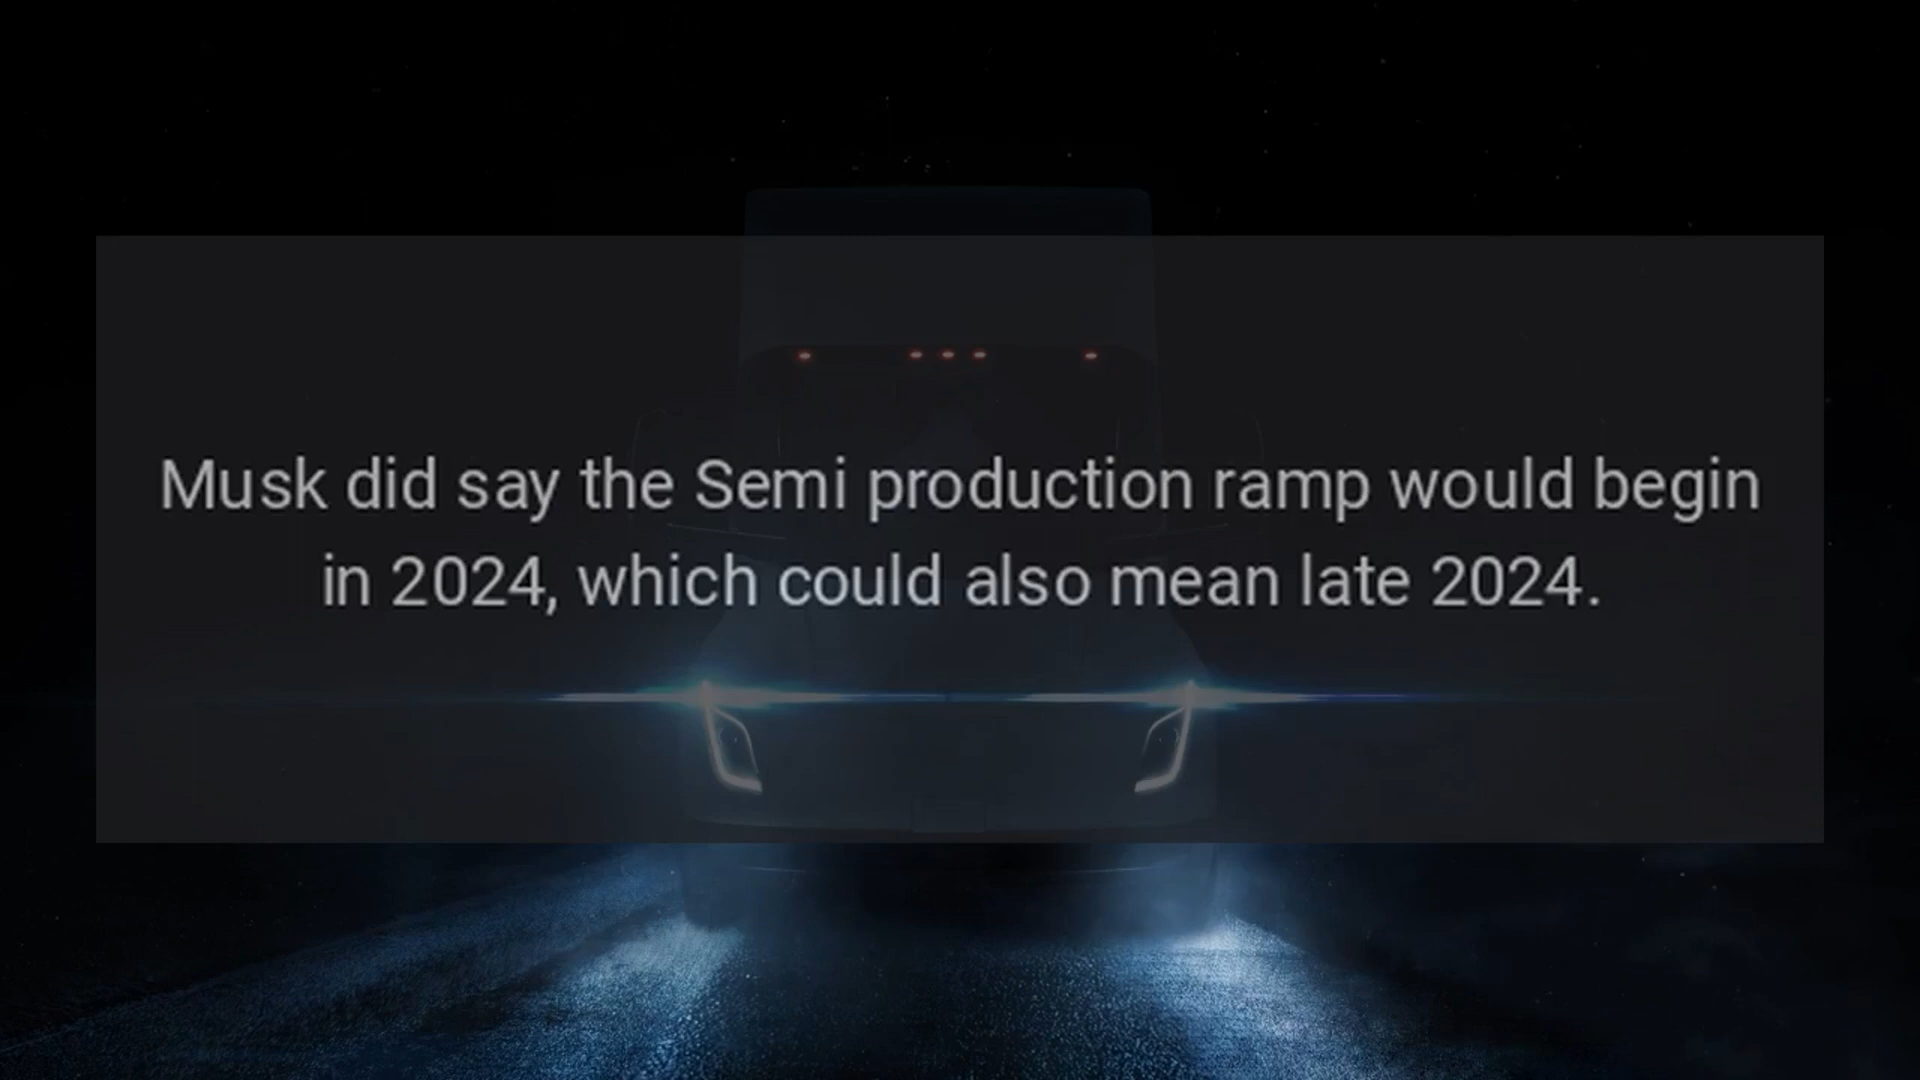 Musk did say the Semi production ramp would begin
in 2024, which could also mean late 2024.